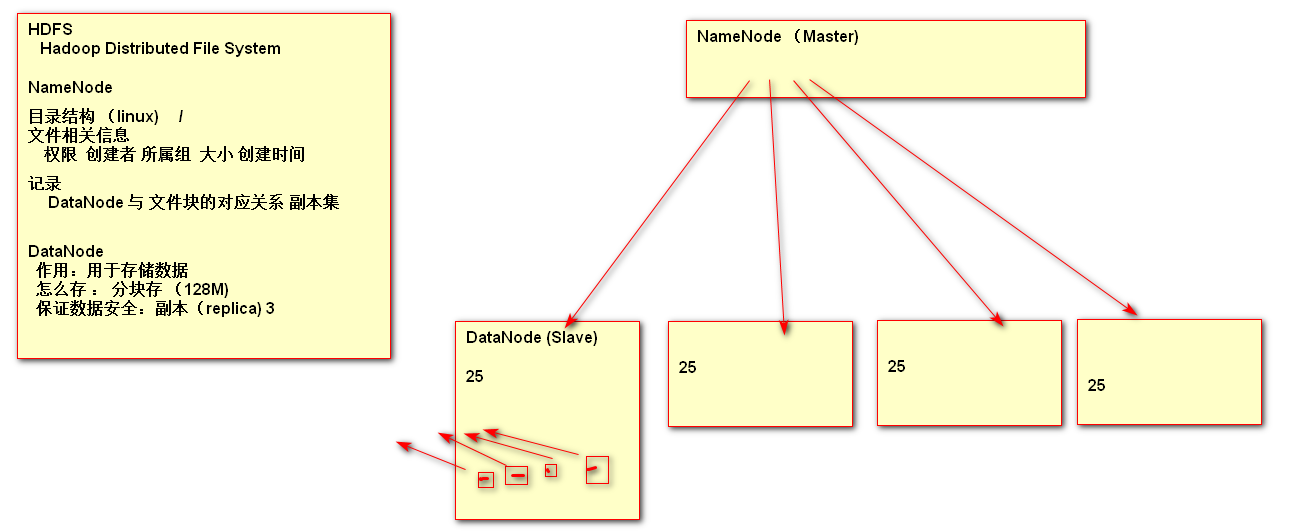 HDFS
Hadoop Distributed File System
NameNode
目录结构 （linux) /
文件相关信息
权限 创建者 所属组 大小 创建时间
记录
DataNode 与 文件块的对应关系 副本集
DataNode
作用：用于存储数据
怎么存： 分块存 （128M)
保证数据安全：副本（replica) 3
NameNode （Master)
DataNode (Slave)
25
25
25
25